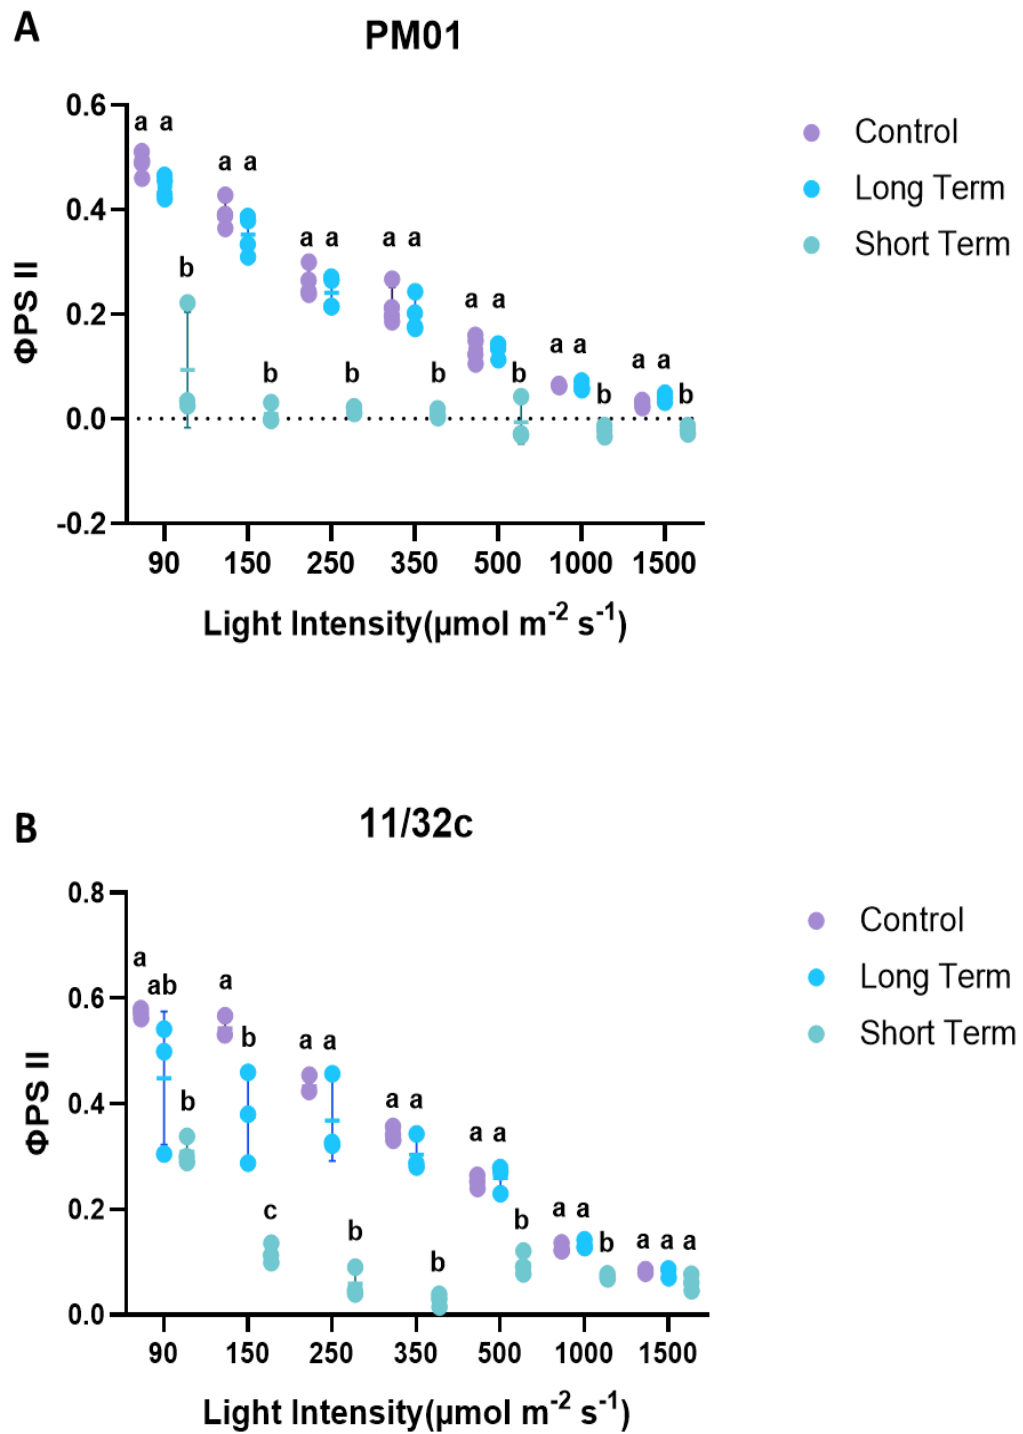 A
PM01
0.6
0.4
0.2
0.0
-0.2
ΦPS II
a a
b
a a
b
a a
b
a a
b
a a
b
a a
b
a a
b
90 150 250 350 500 1000 1500
Light Intensity(μmol m⁻² s⁻¹)
Control
Long Term
Short Term
B
11/32c
0.8
0.6
0.4
0.2
0.0
ΦPS II
a
ab
b
a
b
c
a a
b
a a
b
a a
b
a a
b
a a a
90 150 250 350 500 1000 1500
Light Intensity(μmol m⁻² s⁻¹)
Control
Long Term
Short Term